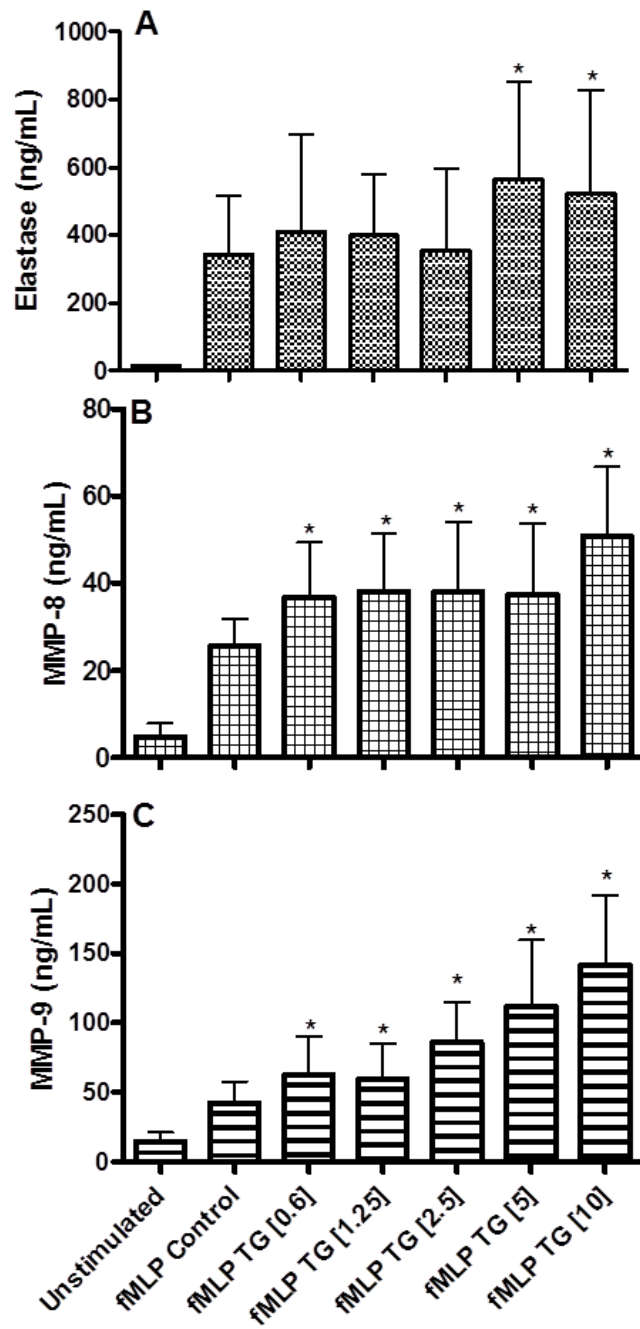 A
Elastase (ng/mL)
1000
800
600
400
200
0
* *
B
MMP-8 (ng/mL)
80
60
40
20
0
* * * * *
C
MMP-9 (ng/mL)
250
200
150
100
50
0
* * * * *
Unstimulated
fMLP Control
fMLP TG [0.6]
fMLP TG [1.25]
fMLP TG [2.5]
fMLP TG [5]
fMLP TG [10]